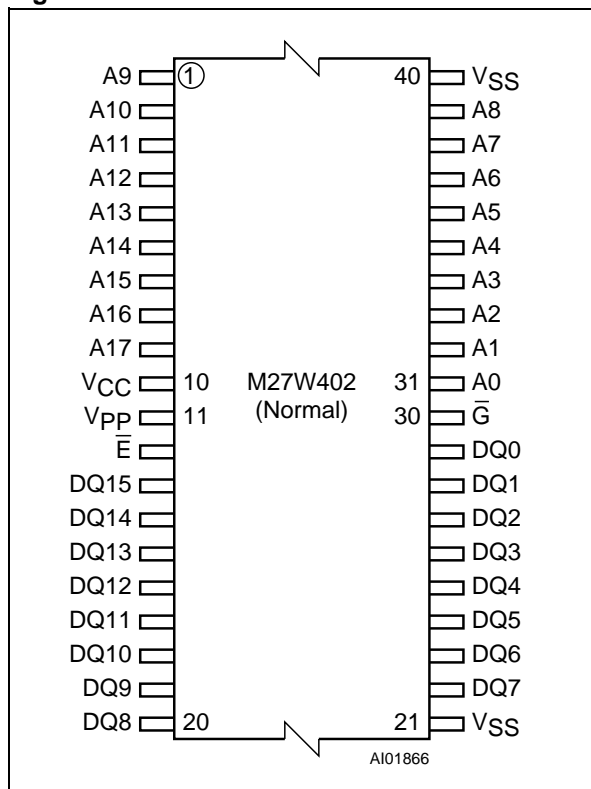 A9 1 40 VSS
A10 A8
A11 A7
A12 A6
A13 A5
A14 A4
A15 A3
A16 A2
A17 A1
VCC 10 M27W402 31 A0
VPP 11 (Normal) 30 G̅
E̅ DQ0
DQ15 DQ1
DQ14 DQ2
DQ13 DQ3
DQ12 DQ4
DQ11 DQ5
DQ10 DQ6
DQ9 DQ7
DQ8 20 21 VSS
AI01866